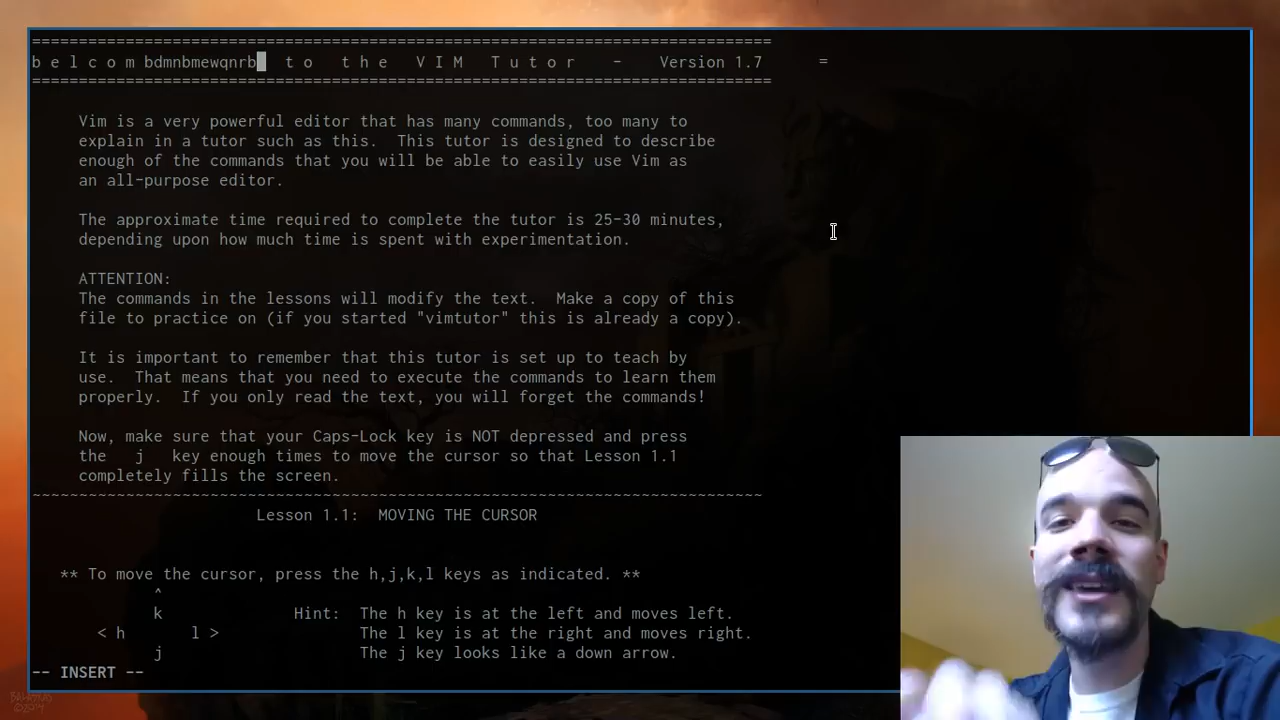 ===============================================================================
b e l c o m bdmnbmewqnrb  t o   t h e   V I M   T u t o r    -    Version 1.7      =
===============================================================================
Vim is a very powerful editor that has many commands, too many to
explain in a tutor such as this.  This tutor is designed to describe
enough of the commands that you will be able to easily use Vim as
an all-purpose editor.
The approximate time required to complete the tutor is 25-30 minutes,
depending upon how much time is spent with experimentation.
ATTENTION:
The commands in the lessons will modify the text.  Make a copy of this
file to practice on (if you started "vimtutor" this is already a copy).
It is important to remember that this tutor is set up to teach by
use.  That means that you need to execute the commands to learn them
properly.  If you only read the text, you will forget the commands!
Now, make sure that your Caps-Lock key is NOT depressed and press
the   j   key enough times to move the cursor so that Lesson 1.1
completely fills the screen.
~~~~~~~~~~~~~~~~~~~~~~~~~~~~~~~~~~~~~~~~~~~~~~~~~~~~~~~~~~~~~~~~~~~~~~~~~~~~~~
Lesson 1.1:  MOVING THE CURSOR
** To move the cursor, press the h,j,k,l keys as indicated. **
^
k              Hint:  The h key is at the left and moves left.
< h       l >               The l key is at the right and moves right.
j                     The j key looks like a down arrow.
-- INSERT --